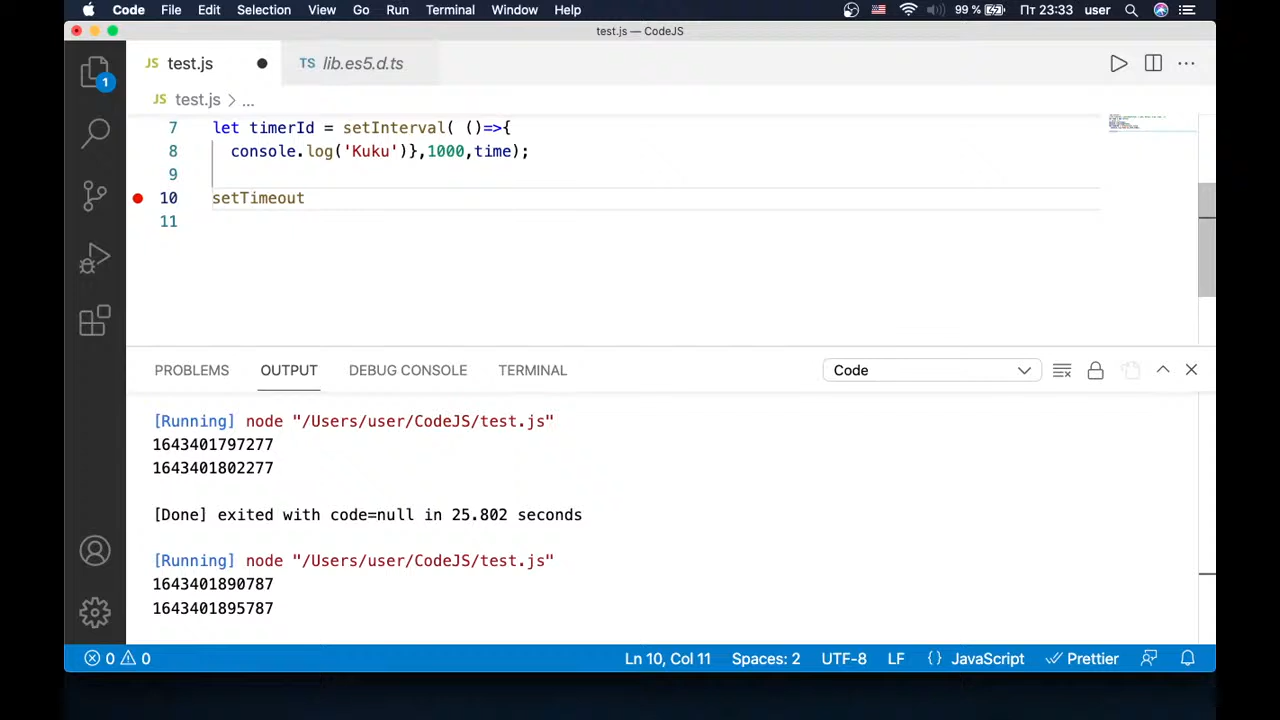 Code File Edit Selection View Go Run Terminal Window Help 99 % Пт 23:33 user
test.js — CodeJS
JS test.js TS lib.es5.d.ts
1
JS test.js > ...
7 let timerId = setInterval( ()=>{
8 console.log('Kuku')},1000,time);
9
10 setTimeout
11
PROBLEMS OUTPUT DEBUG CONSOLE TERMINAL Code
[Running] node "/Users/user/CodeJS/test.js"
1643401797277
1643401802277
[Done] exited with code=null in 25.802 seconds
[Running] node "/Users/user/CodeJS/test.js"
1643401890787
1643401895787
0 0 Ln 10, Col 11 Spaces: 2 UTF-8 LF {} JavaScript Prettier